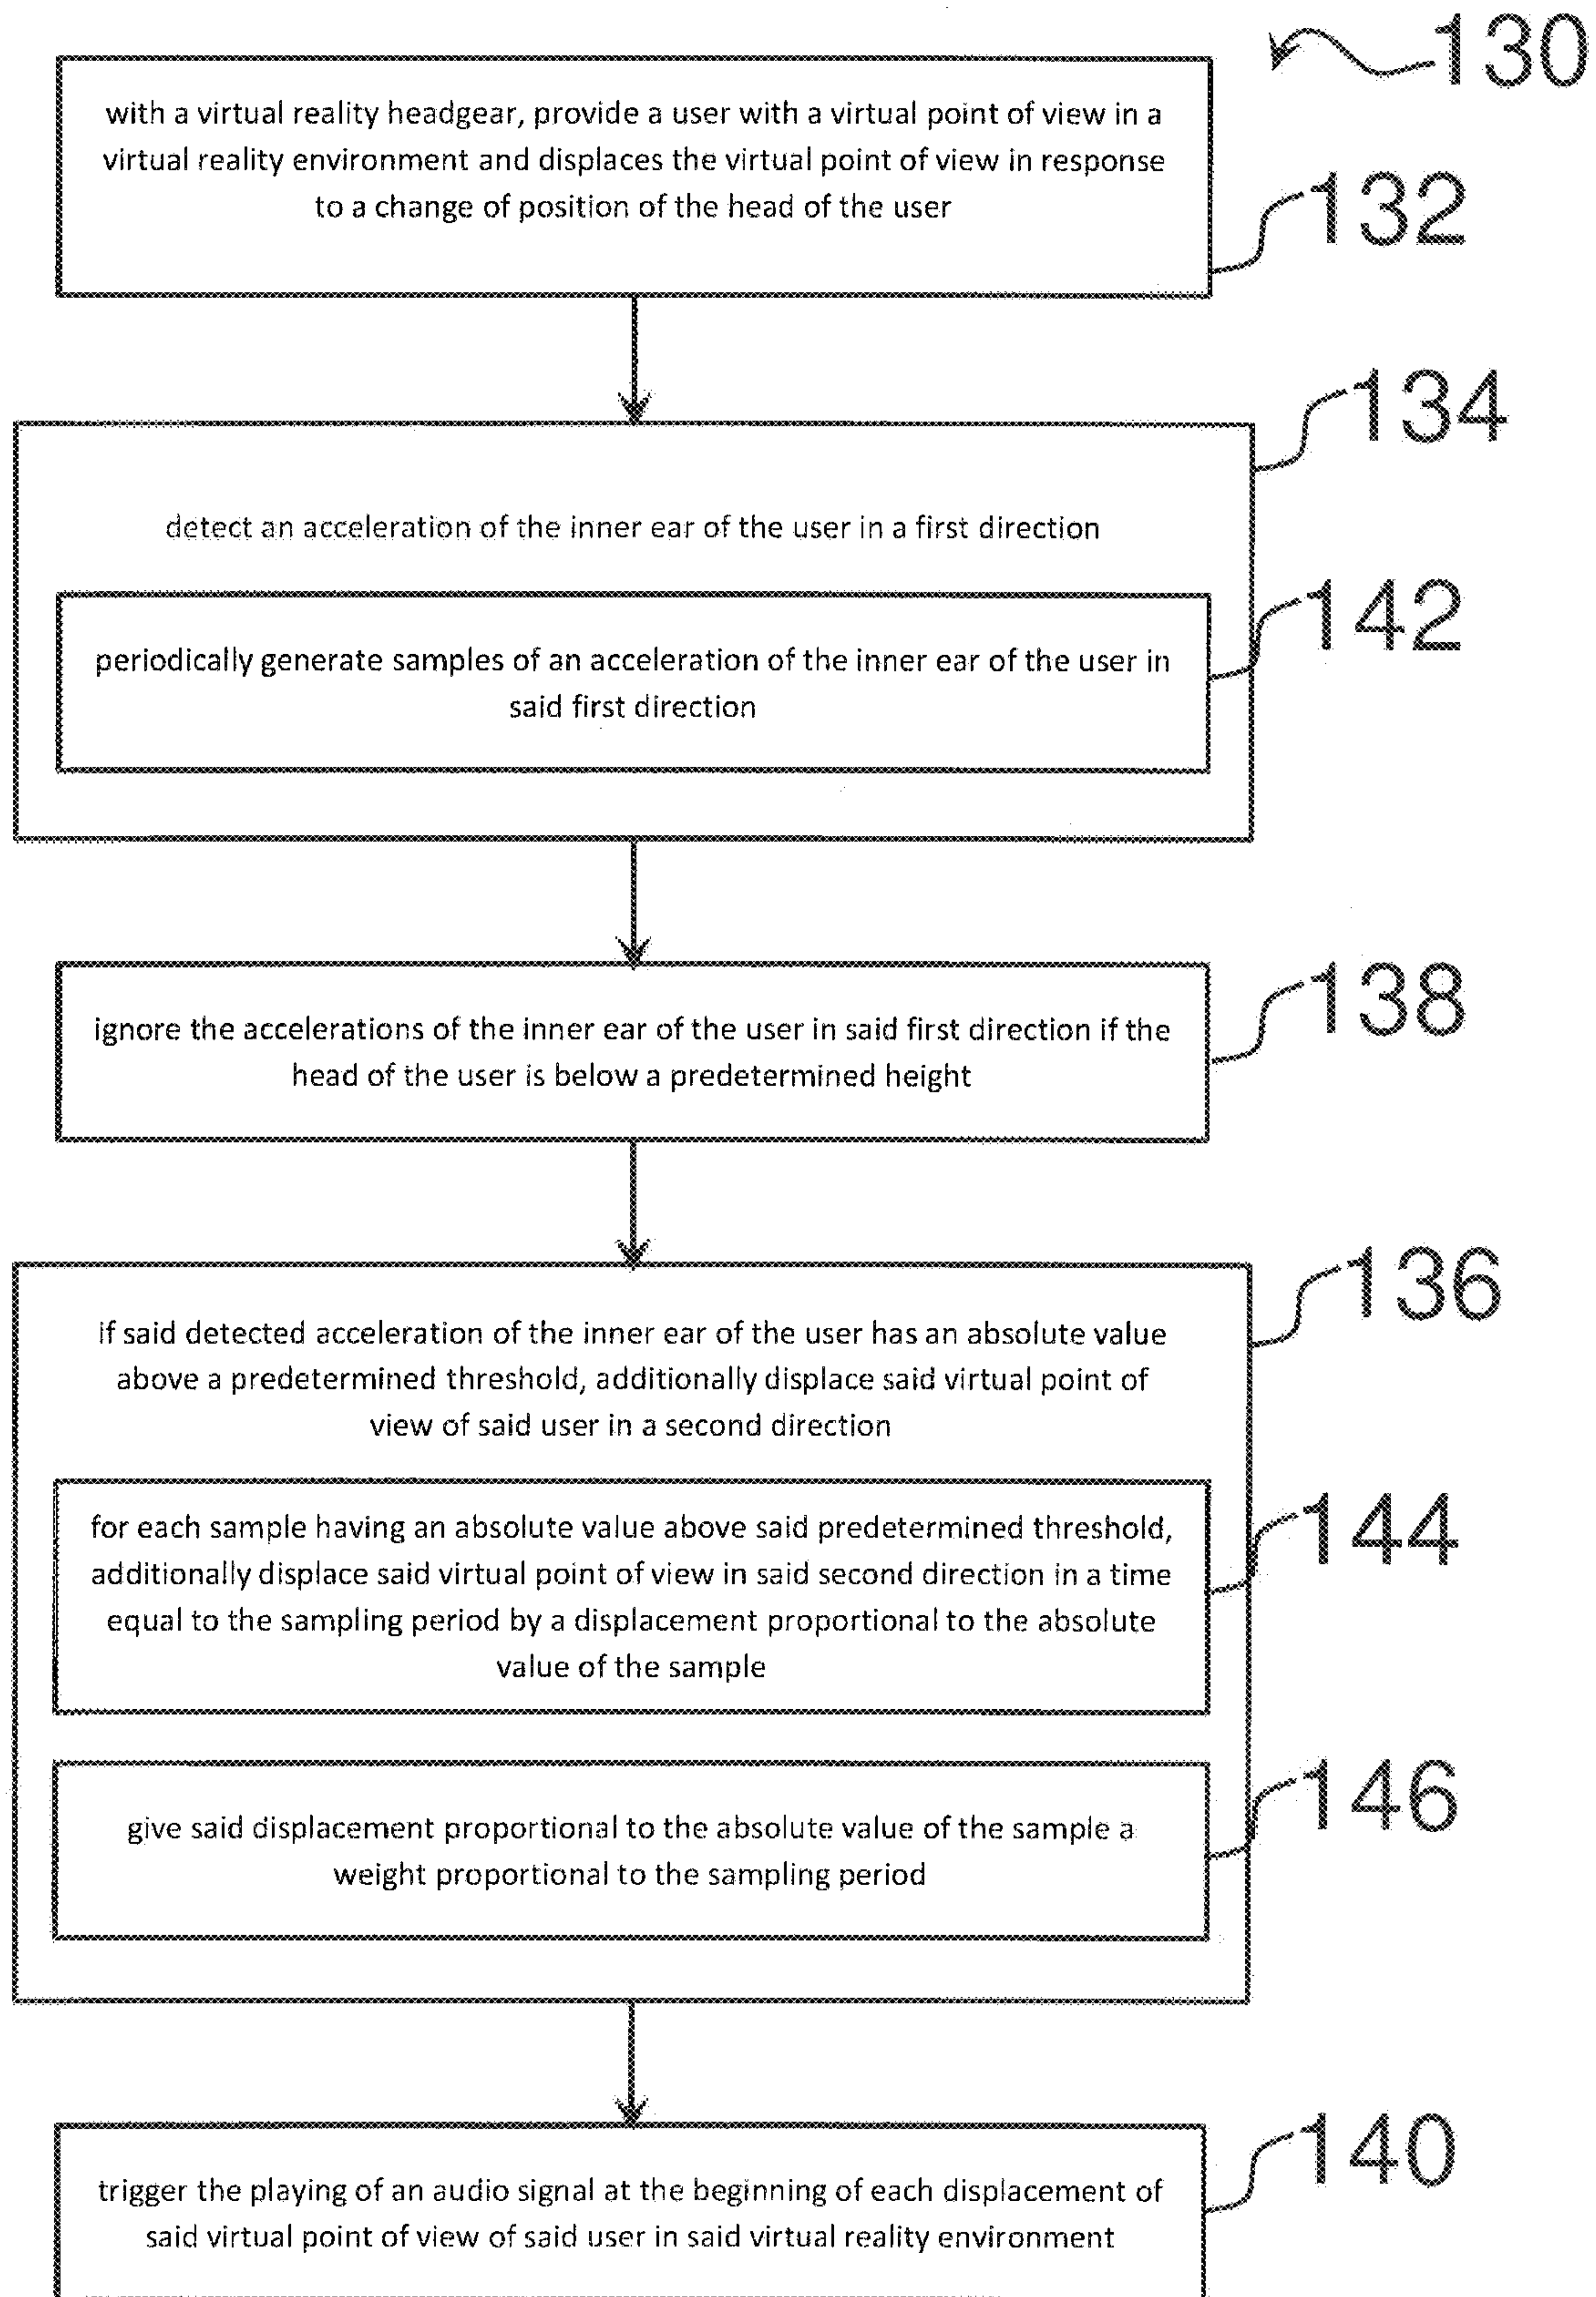 130
with a virtual reality headgear, provide a user with a virtual point of view in a
virtual reality environment and displaces the virtual point of view in response
to a change of position of the head of the user
132
134
detect an acceleration of the inner ear of the user in a first direction
142
periodically generate samples of an acceleration of the inner ear of the user in
said first direction
138
ignore the accelerations of the inner ear of the user in said first direction if the
head of the user is below a predetermined height
136
if said detected acceleration of the inner ear of the user has an absolute value
above a predetermined threshold, additionally displace said virtual point of
view of said user in a second direction
144
for each sample having an absolute value above said predetermined threshold,
additionally displace said virtual point of view in said second direction in a time
equal to the sampling period by a displacement proportional to the absolute
value of the sample
146
give said displacement proportional to the absolute value of the sample a
weight proportional to the sampling period
140
trigger the playing of an audio signal at the beginning of each displacement of
said virtual point of view of said user in said virtual reality environment